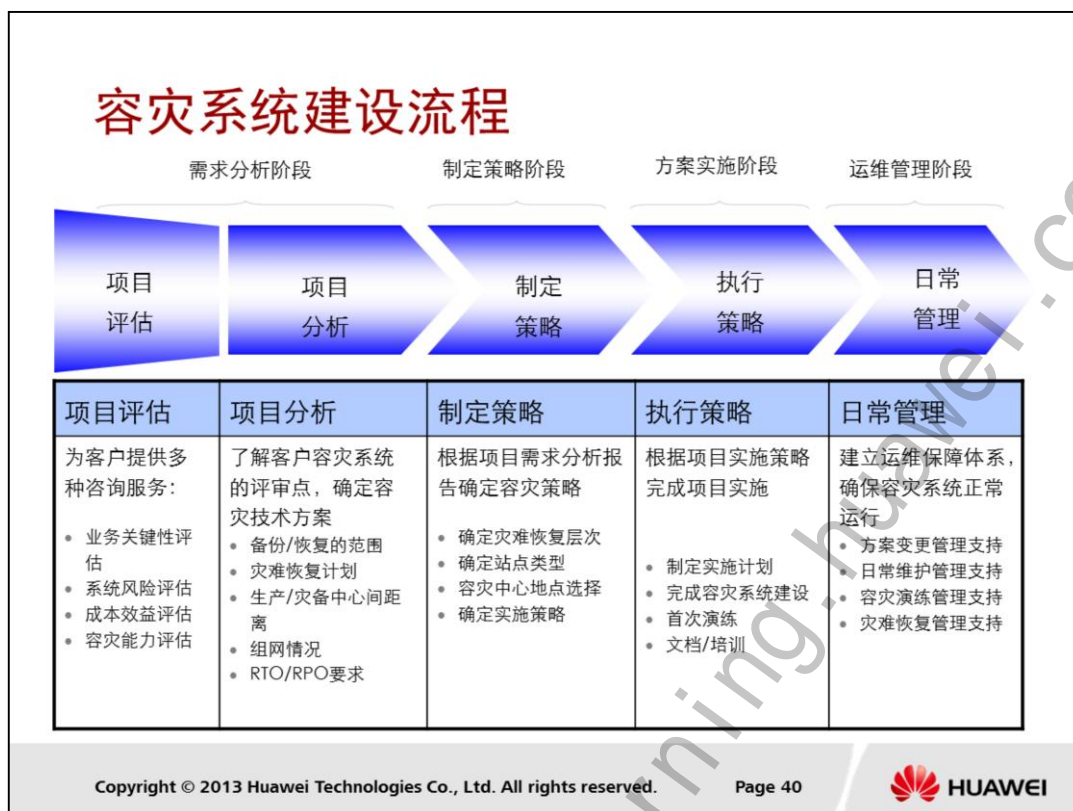 容灾系统建设流程
需求分析阶段
制定策略阶段
方案实施阶段
运维管理阶段
项目
评估
项目
分析
制定
策略
执行
策略
日常
管理
项目评估
为客户提供多
种咨询服务：
• 业务关键性评
估
• 系统风险评估
• 成本效益评估
• 容灾能力评估
项目分析
了解客户容灾系统
的评审点，确定容
灾技术方案
• 备份/恢复的范围
• 灾难恢复计划
• 生产/灾备中心间距
离
• 组网情况
• RTO/RPO要求
制定策略
根据项目需求分析报
告确定容灾策略
• 确定灾难恢复层次
• 确定站点类型
• 容灾中心地点选择
• 确定实施策略
执行策略
根据项目实施策略
完成项目实施
• 制定实施计划
• 完成容灾系统建设
• 首次演练
• 文档/培训
日常管理
建立运维保障体系，
确保容灾系统正常
运行
• 方案变更管理支持
• 日常维护管理支持
• 容灾演练管理支持
• 灾难恢复管理支持
rning.huawei.co
Copyright © 2013 Huawei Technologies Co., Ltd. All rights reserved.
Page 40
HUAWEI